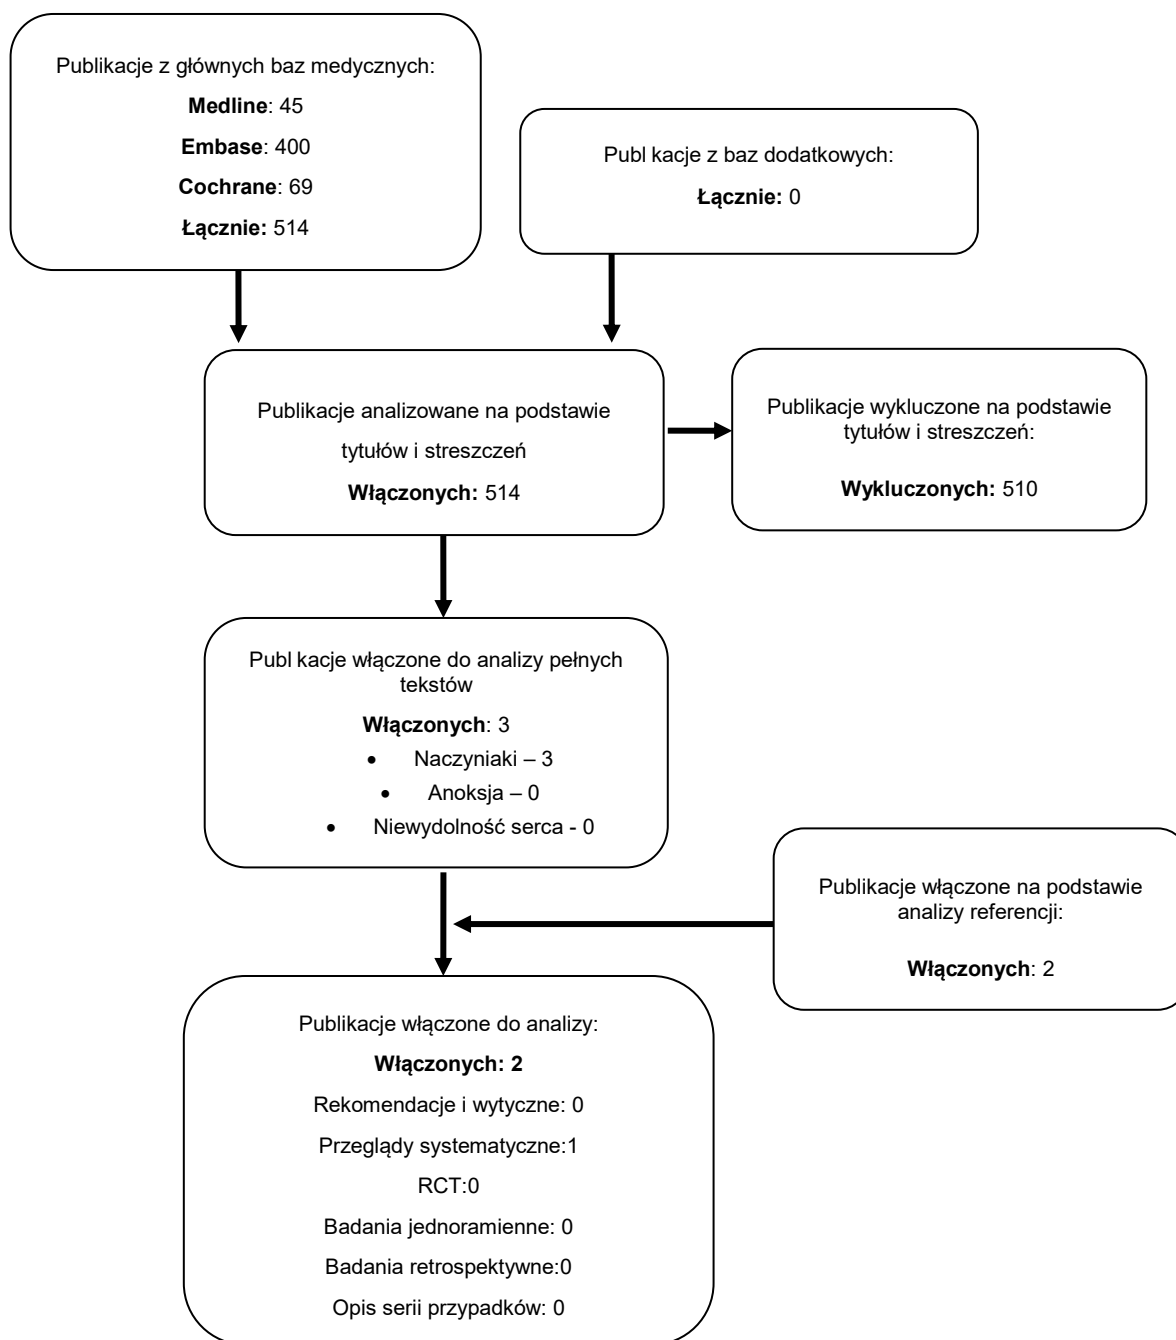 Publikacje z głównych baz medycznych:
Medline: 45
Embase: 400
Cochrane: 69
Łącznie: 514
Publ kacje z baz dodatkowych:
Łącznie: 0
Publikacje analizowane na podstawie
tytułów i streszczeń
Włączonych: 514
Publikacje wykluczone na podstawie
tytułów i streszczeń:
Wykluczonych: 510
Publ kacje włączone do analizy pełnych
tekstów
Włączonych: 3
• Naczyniaki – 3
• Anoksja – 0
• Niewydolność serca - 0
Publikacje włączone na podstawie
analizy referencji:
Włączonych: 2
Publikacje włączone do analizy:
Włączonych: 2
Rekomendacje i wytyczne: 0
Przeglądy systematyczne:1
RCT:0
Badania jednoramienne: 0
Badania retrospektywne:0
Opis serii przypadków: 0